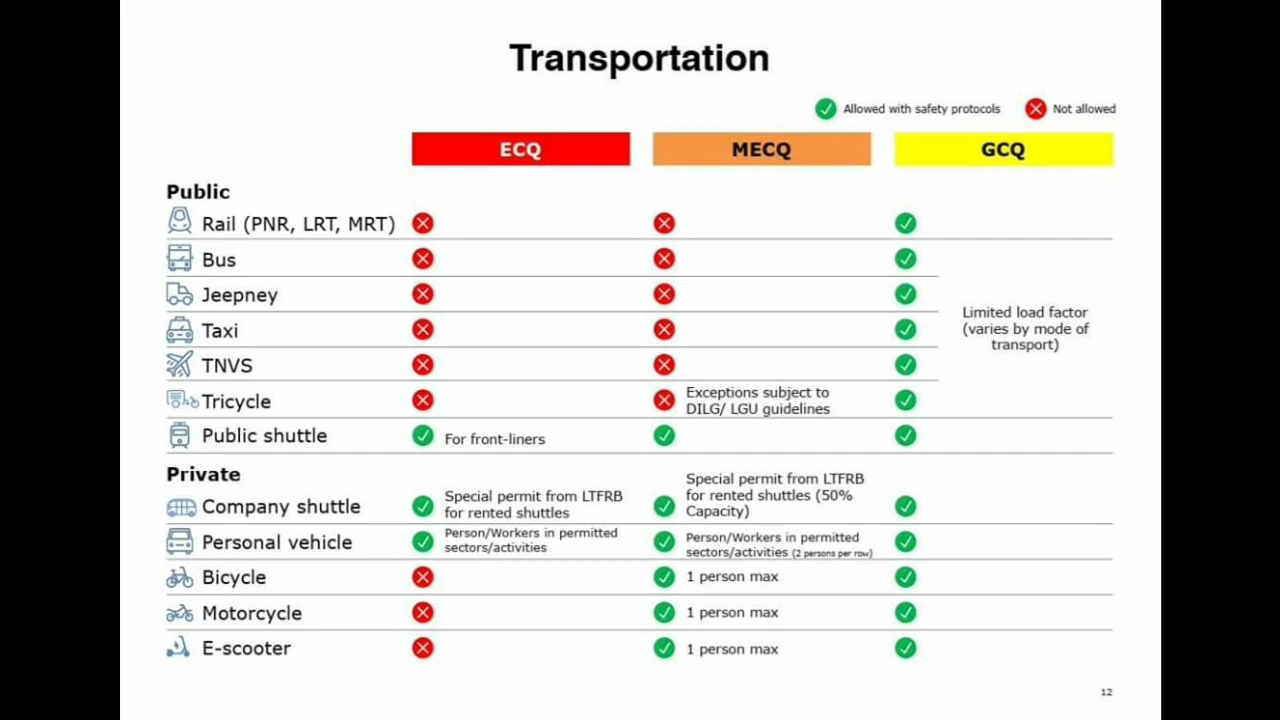 Transportation
Allowed with safety protocols Not allowed
ECQ MECQ GCQ
Public
Rail (PNR, LRT, MRT)
Bus
Jeepney
Limited load factor
(varies by mode of
transport)
Taxi
TNVS
Tricycle
Exceptions subject to
DILG/ LGU guidelines
Public shuttle
For front-liners
Private
Company shuttle
Special permit from LTFRB
for rented shuttles
Special permit from LTFRB
for rented shuttles (50%
Capacity)
Personal vehicle
Person/Workers in permitted
sectors/activities
Person/Workers in permitted
sectors/activities (2 persons per row)
Bicycle 1 person max
Motorcycle 1 person max
E-scooter 1 person max
12